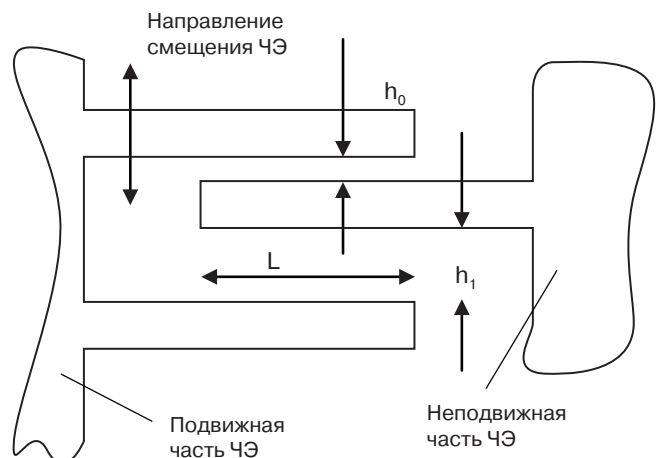 Направление
смещения ЧЭ
h₀
L
h₁
Подвижная
часть ЧЭ
Неподвижная
часть ЧЭ